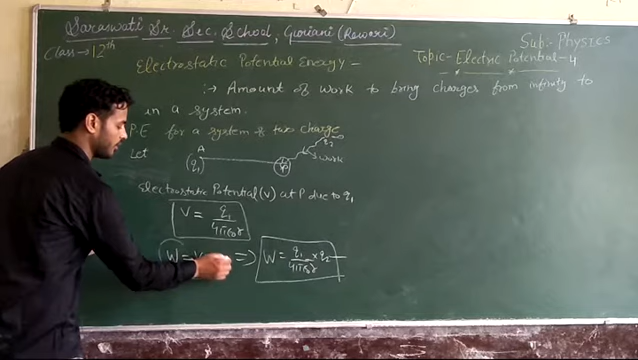 Saraswati Sr. Sec. School, Guriani (Rewari)
Class - 12th
Sub:- Physics
Topic - Electric Potential - 4
Electrostatic Potential Energy -
:→ Amount of work to bring charges from infinity to
in a system.
P.E for a system of two charge
Let
A
(q₁)
P
q₂
work
Electrostatic Potential (V) at P due to q₁
V = q₁/4πε₀r
W = V
⇒ W = q₁/4πε₀r × q₂